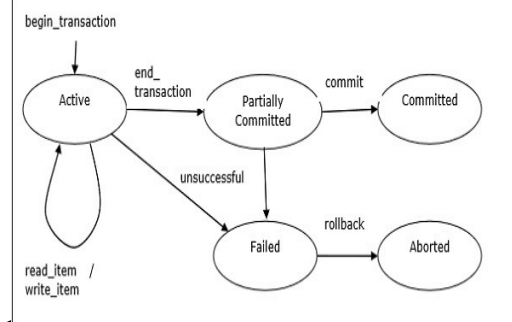 begin_transaction
end_
transaction
commit
Active
Partially
Committed
Committed
unsuccessful
rollback
Failed
Aborted
read_item /
write_item